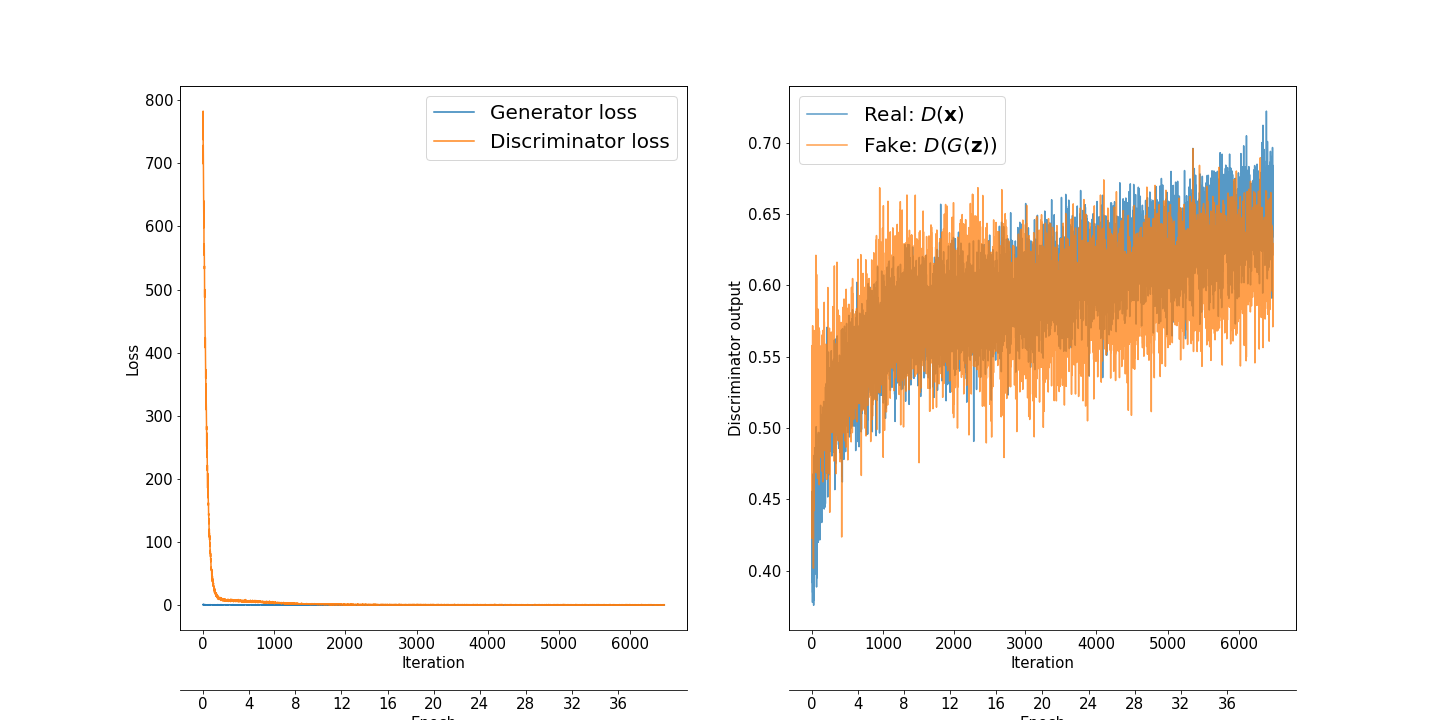 Generator loss
Discriminator loss
800
700
600
500
400
300
200
100
0
Loss
0 1000 2000 3000 4000 5000 6000
Iteration
0 4 8 12 16 20 24 28 32 36
Epoch
Real: D(x)
Fake: D(G(z))
0.70
0.65
0.60
0.55
0.50
0.45
0.40
Discriminator output
0 1000 2000 3000 4000 5000 6000
Iteration
0 4 8 12 16 20 24 28 32 36
Epoch